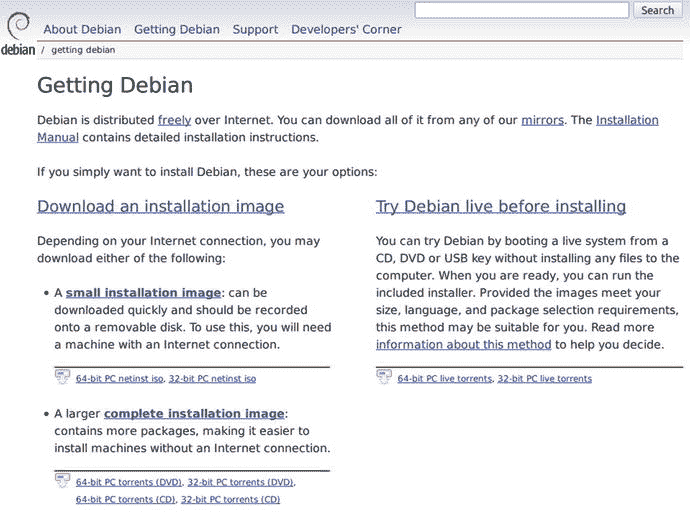 Search
About Debian Getting Debian Support Developers' Corner
debian / getting debian
Getting Debian
Debian is distributed freely over Internet. You can download all of it from any of our mirrors. The Installation
Manual contains detailed installation instructions.
If you simply want to install Debian, these are your options:
Download an installation image
Depending on your Internet connection, you may
download either of the following:
• A small installation image: can be
downloaded quickly and should be recorded
onto a removable disk. To use this, you will need
a machine with an Internet connection.
64-bit PC netinst iso, 32-bit PC netinst iso
• A larger complete installation image:
contains more packages, making it easier to
install machines without an Internet connection.
64-bit PC torrents (DVD), 32-bit PC torrents (DVD),
64-bit PC torrents (CD), 32-bit PC torrents (CD)
Try Debian live before installing
You can try Debian by booting a live system from a
CD, DVD or USB key without installing any files to the
computer. When you are ready, you can run the
included installer. Provided the images meet your
size, language, and package selection requirements,
this method may be suitable for you. Read more
information about this method to help you decide.
64-bit PC live torrents, 32-bit PC live torrents